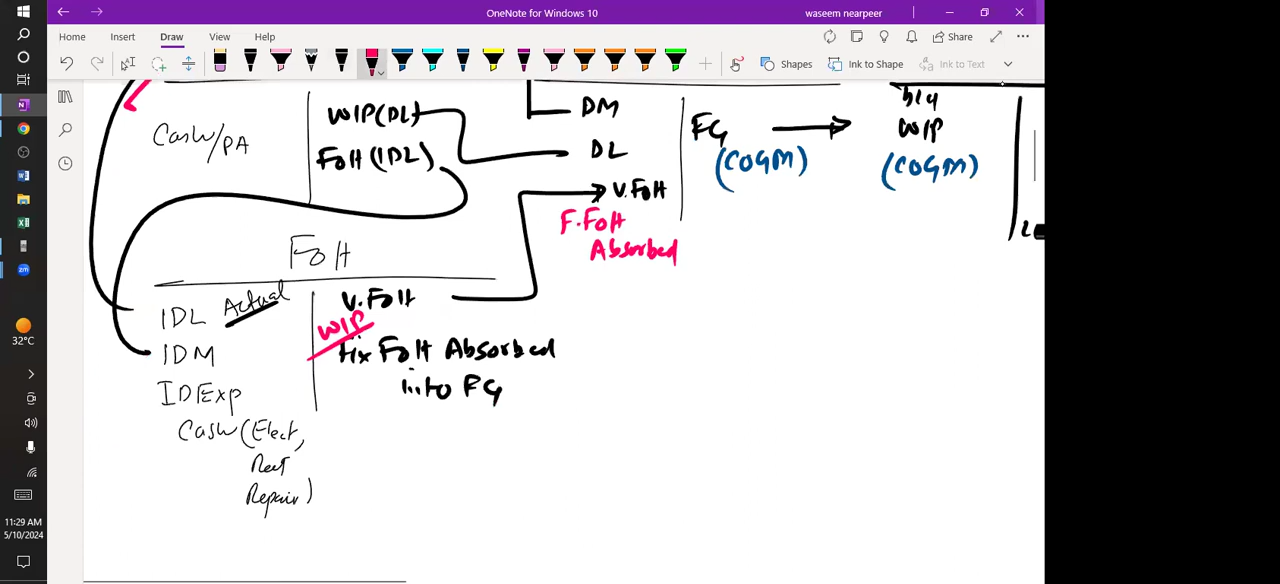 OneNote for Windows 10
waseem nearpeer
Home Insert Draw View Help
Share
Shapes
Ink to Shape
Ink to Text
Cash/PA
WIP(DL)
FoH(IDL)
DM
DL
V.FoH
F.FoH
Absorbed
FG
(COGM)
WIP
(COGM)
FoH
IDL Actual
IDM
IDExp
Cash(Elect,
Rent
Repair)
V.FoH
WIP
Fix FoH Absorbed
into FG
32°C
11:29 AM
5/10/2024